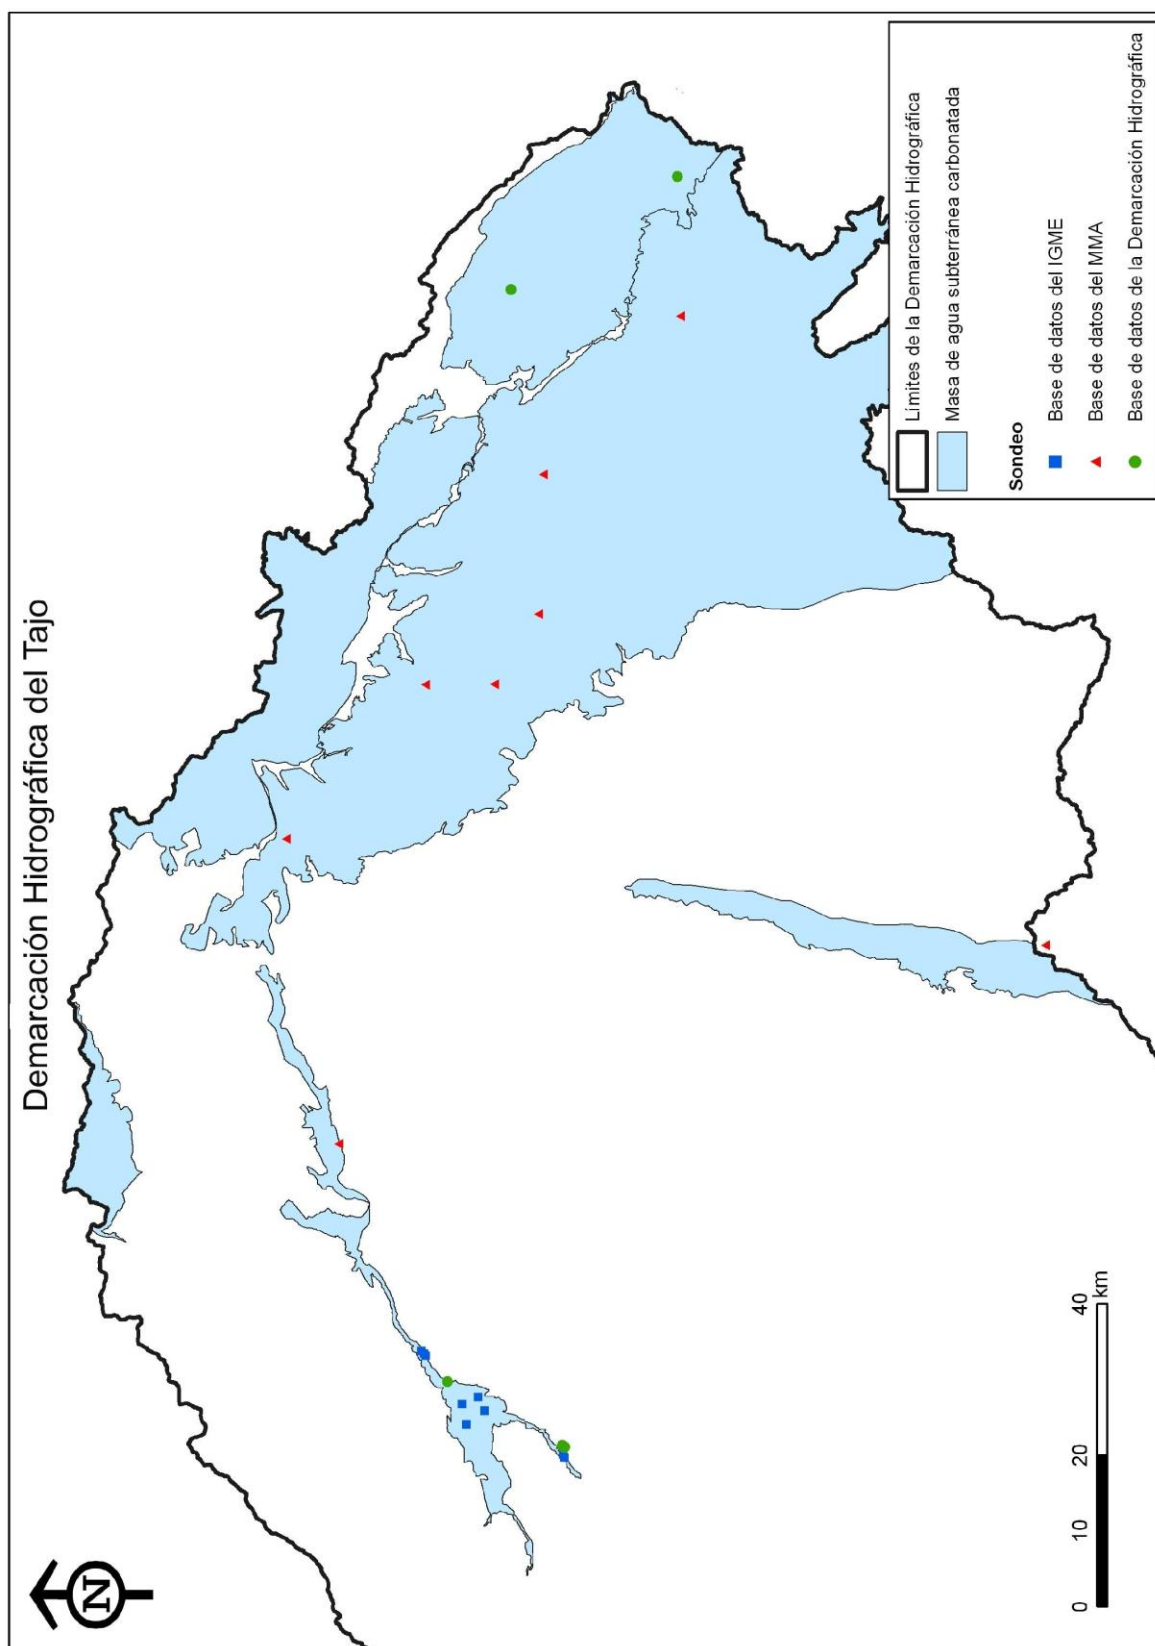 Demarcación Hidrográfica del Tajo
Límites de la Demarcación Hidrográfica
Masa de agua subterránea carbonatada
Sondeo
Base de datos del IGME
Base de datos del MMA
Base de datos de la Demarcación Hidrográfica
N
0 10 20 40
km